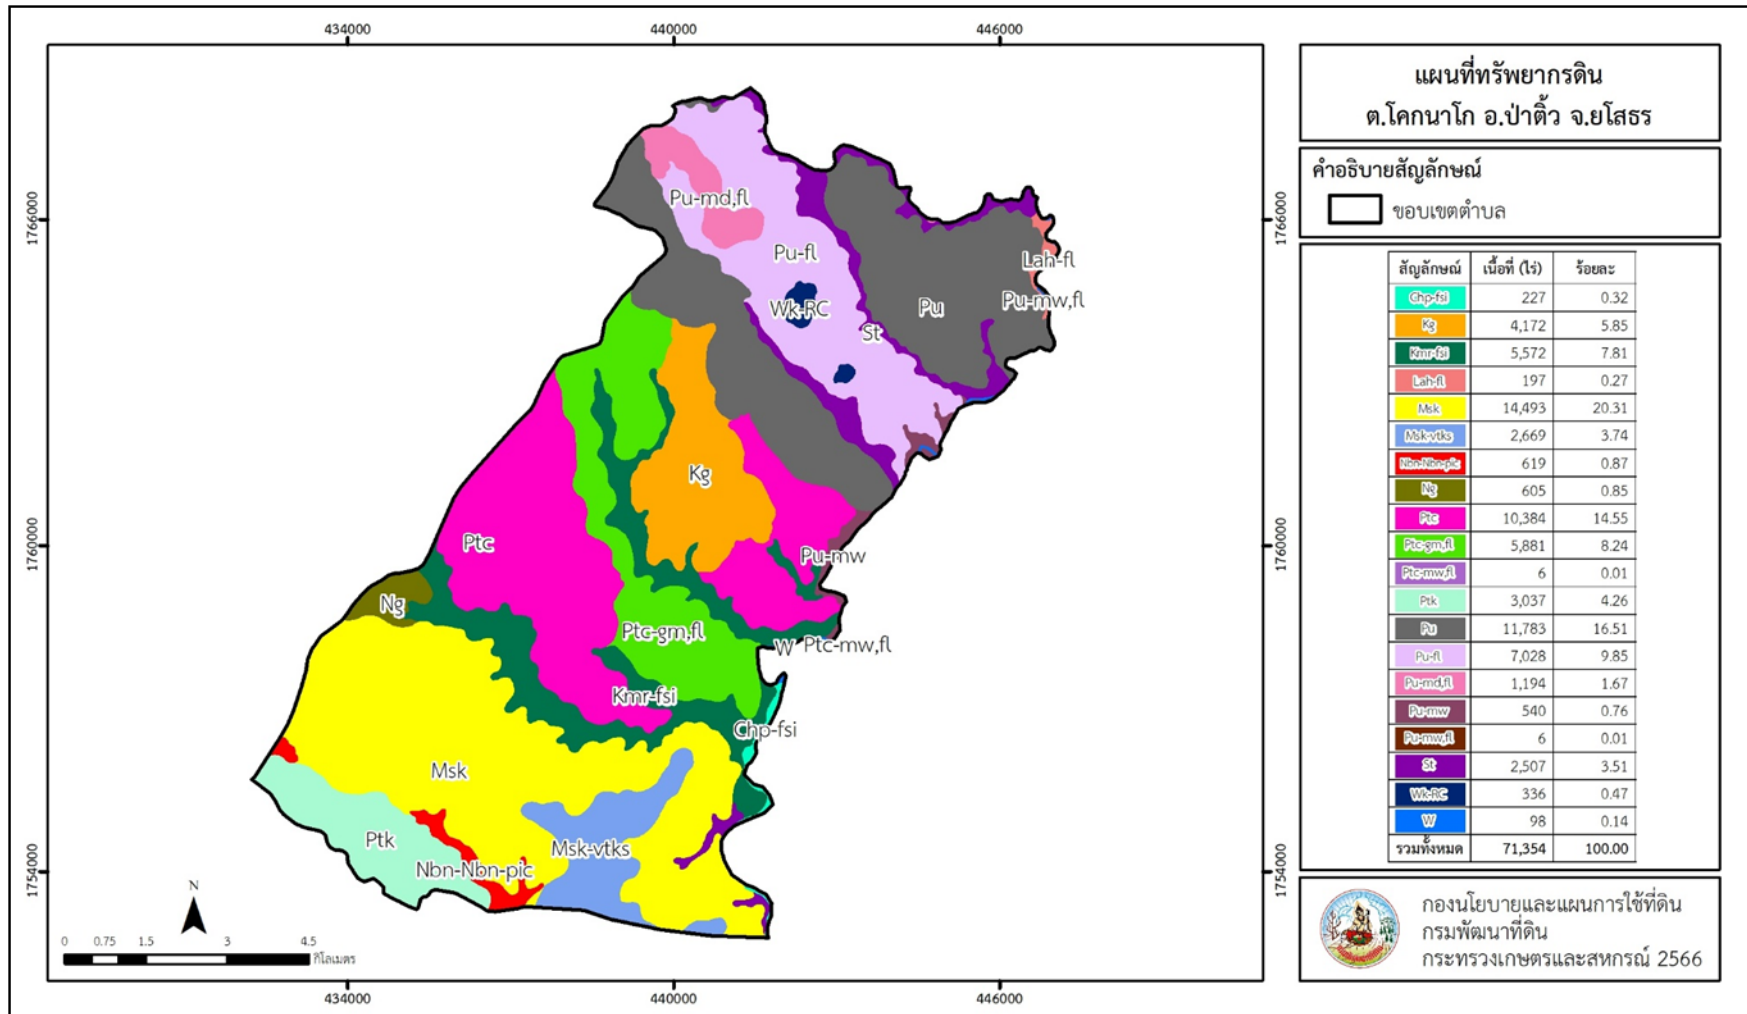 434000
440000
446000
1766000
1766000
1760000
1760000
1754000
1754000
434000
440000
446000
Pu-md,fl
Pu-fl
Lah-fl
Wk-RC
Pu
Pu-mw,fl
St
Kg
Ptc
Pu-mw
Ng
Ptc-gm,fl
W
Ptc-mw,fl
Kmr-fsi
Chp-fsi
Msk
Ptk
Msk-vtks
Nbn-Nbn-pic
N
0 0.75 1.5 3 4.5
กิโลเมตร
แผนที่ทรัพยากรดิน
ต.โคกนาโก อ.ป่าติ้ว จ.ยโสธร
คำอธิบายสัญลักษณ์
ขอบเขตตำบล
สัญลักษณ์ เนื้อที่ (ไร่) ร้อยละ
Chp-fsi 227 0.32
Kg 4,172 5.85
Kmr-fsi 5,572 7.81
Lah-fl 197 0.27
Msk 14,493 20.31
Msk-vtks 2,669 3.74
Nbn-Nbn-pic 619 0.87
Ng 605 0.85
Ptc 10,384 14.55
Ptc-gm,fl 5,881 8.24
Ptc-mw,fl 6 0.01
Ptk 3,037 4.26
Pu 11,783 16.51
Pu-fl 7,028 9.85
Pu-md,fl 1,194 1.67
Pu-mw 540 0.76
Pu-mw,fl 6 0.01
St 2,507 3.51
Wk-RC 336 0.47
W 98 0.14
รวมทั้งหมด 71,354 100.00
กองนโยบายและแผนการใช้ที่ดิน
กรมพัฒนาที่ดิน
กระทรวงเกษตรและสหกรณ์ 2566